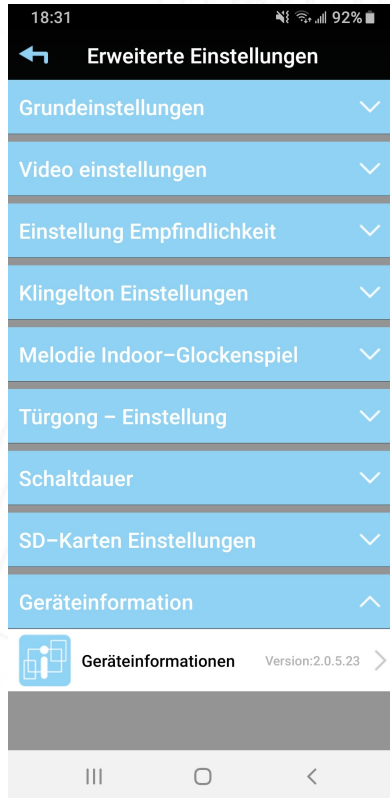 18:31 92%
Erweiterte Einstellungen
Grundeinstellungen
Video einstellungen
Einstellung Empfindlichkeit
Klingelton Einstellungen
Melodie Indoor-Glockenspiel
Türgong - Einstellung
Schaltdauer
SD-Karten Einstellungen
Geräteinformation
Geräteinformationen Version:2.0.5.23